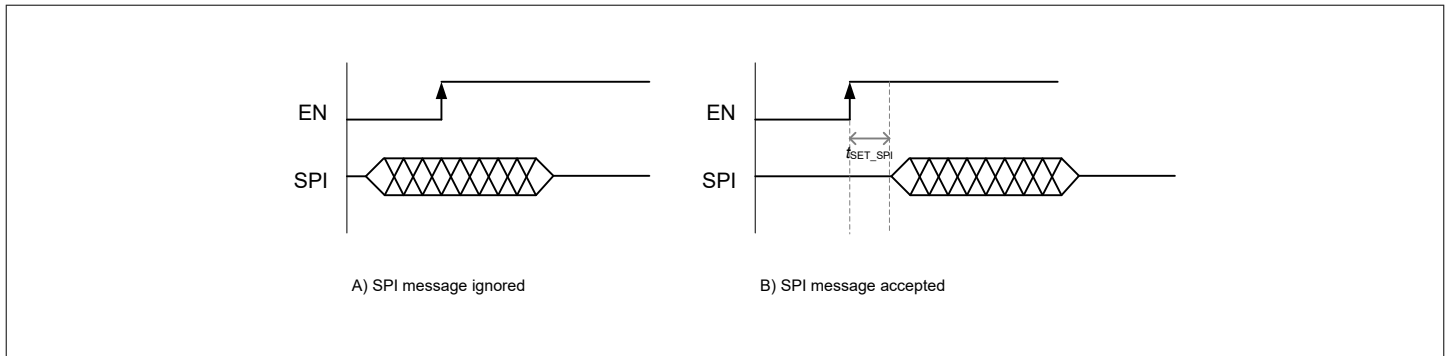 EN
SPI
A) SPI message ignored
EN
tSET_SPI
SPI
B) SPI message accepted